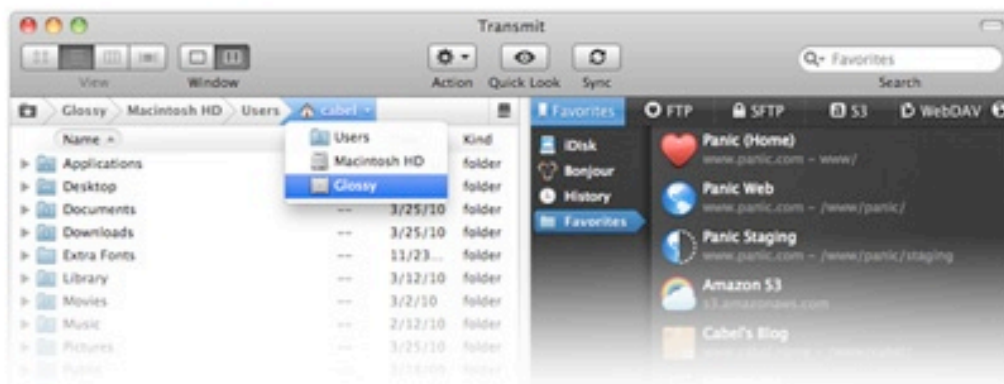 Transmit
View Window Action Quick Look Sync Favorites Search
Glossy Macintosh HD Users cabel
Users
Macintosh HD
Glossy
Name Kind
Applications folder
Desktop folder
Documents -- 3/25/10 folder
Downloads -- 3/25/10 folder
Extra Fonts -- 11/23... folder
Library -- 3/12/10 folder
Movies -- 3/2/10 folder
Music -- 2/12/10 folder
Pictures -- 3/25/10 folder
Public folder
Favorites FTP SFTP S3 WebDAV
iDisk
Bonjour
History
Favorites
Panic (Home)
www.panic.com – www/
Panic Web
www.panic.com – /www/panic/
Panic Staging
www.panic.com – /www/panic/staging
Amazon S3
s3.amazonaws.com
Cabel's Blog